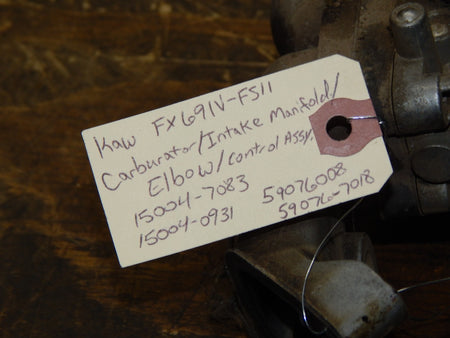 Kaw FX691V-FS11
Carburator/Intake Manifold/
Elbow/Control Assy.
15004-7083 59076008
15004-0931 59076-7018